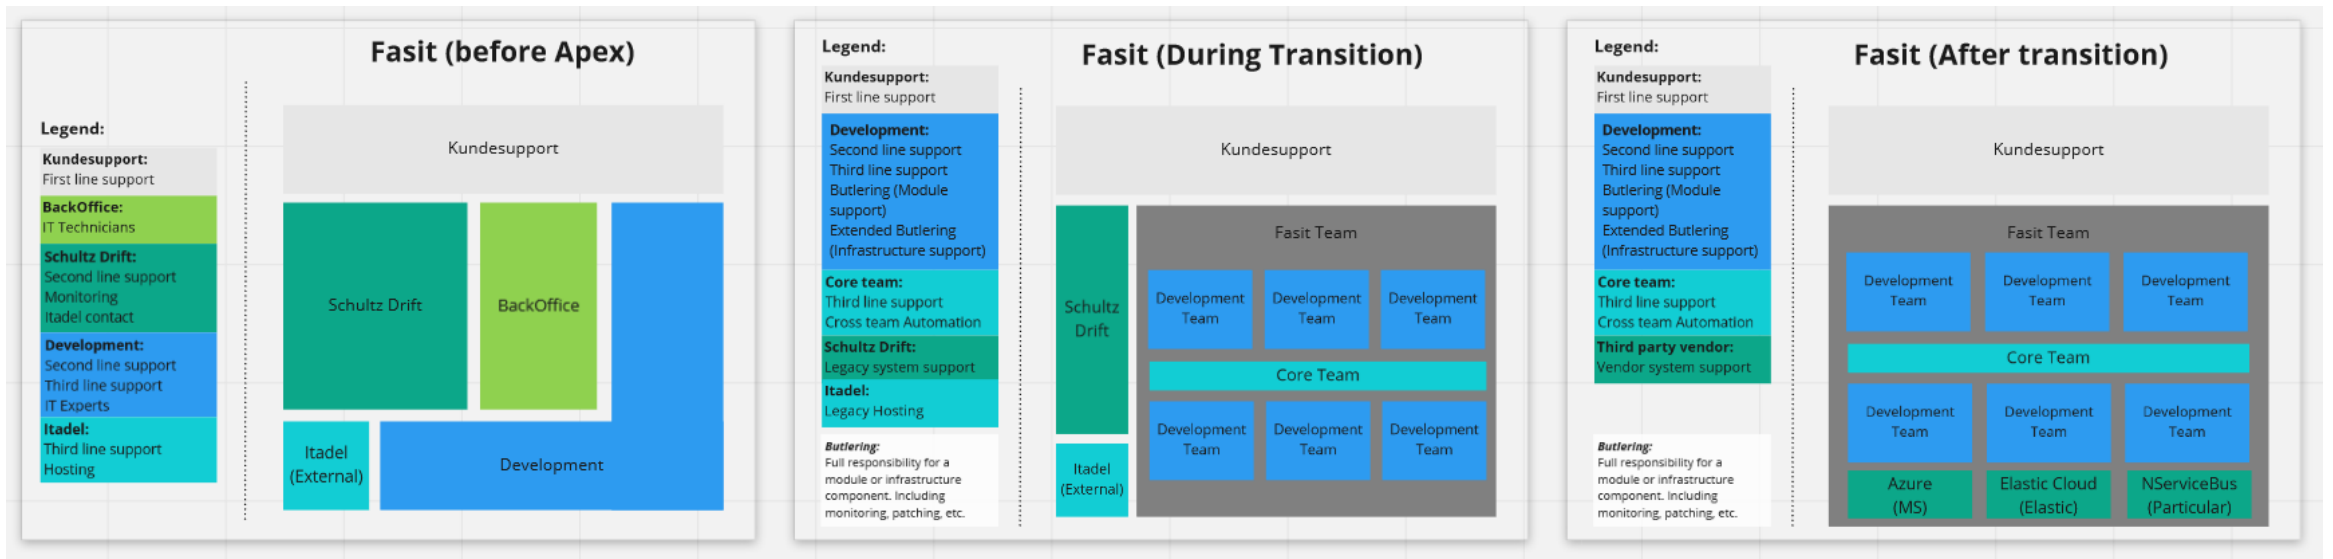 Fasit (before Apex)
Legend:
Kundesupport:
First line support
BackOffice:
IT Technicians
Schultz Drift:
Second line support
Monitoring
Itadel contact
Development:
Second line support
Third line support
IT Experts
Itadel:
Third line support
Hosting
Kundesupport
Schultz Drift
BackOffice
Itadel
(External)
Development
Fasit (During Transition)
Legend:
Kundesupport:
First line support
Development:
Second line support
Third line support
Butlering (Module
support)
Extended Butlering
(Infrastructure support)
Core team:
Third line support
Cross team Automation
Schultz Drift:
Legacy system support
Itadel:
Legacy Hosting
Butlering:
Full responsibility for a
module or infrastructure
component. Including
monitoring, patching, etc.
Kundesupport
Schultz
Drift
Itadel
(External)
Fasit Team
Development
Team
Development
Team
Development
Team
Core Team
Development
Team
Development
Team
Development
Team
Fasit (After transition)
Legend:
Kundesupport:
First line support
Development:
Second line support
Third line support
Butlering (Module
support)
Extended Butlering
(Infrastructure support)
Core team:
Third line support
Cross team Automation
Third party vendor:
Vendor system support
Butlering:
Full responsibility for a
module or infrastructure
component. Including
monitoring, patching, etc.
Kundesupport
Fasit Team
Development
Team
Development
Team
Development
Team
Core Team
Development
Team
Development
Team
Development
Team
Azure
(MS)
Elastic Cloud
(Elastic)
NServiceBus
(Particular)